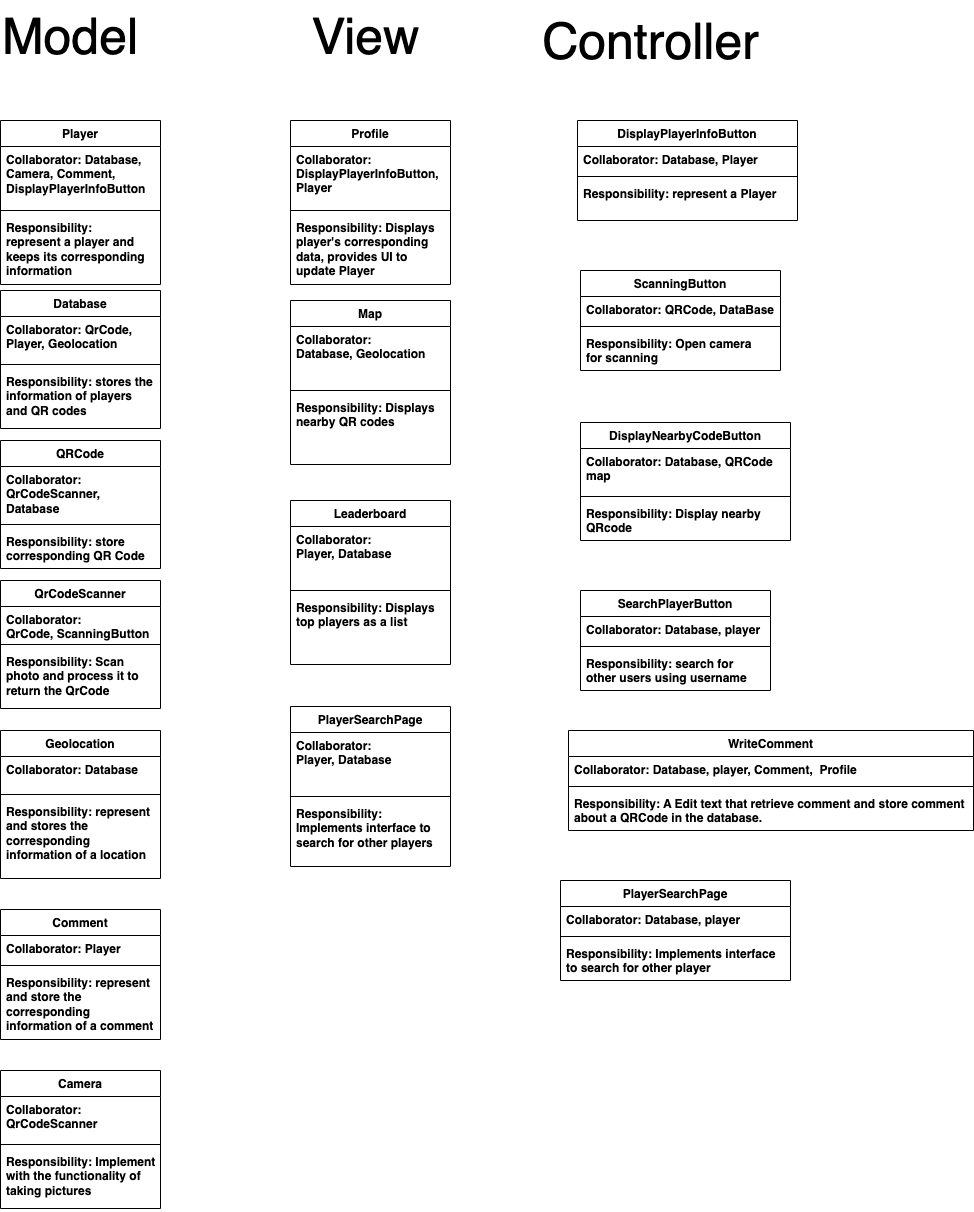 Model
View
Controller
Player
Collaborator: Database,
Camera, Comment,
DisplayPlayerInfoButton
Responsibility:
represent a player and
keeps its corresponding
information
Database
Collaborator: QrCode,
Player, Geolocation
Responsibility: stores the
information of players
and QR codes
QRCode
Collaborator:
QrCodeScanner,
Database
Responsibility: store
corresponding QR Code
QrCodeScanner
Collaborator:
QrCode, ScanningButton
Responsibility: Scan
photo and process it to
return the QrCode
Geolocation
Collaborator: Database
Responsibility: represent
and stores the
corresponding
information of a location
Comment
Collaborator: Player
Responsibility: represent
and store the
corresponding
information of a comment
Camera
Collaborator:
QrCodeScanner
Responsibility: Implement
with the functionality of
taking pictures
Profile
Collaborator:
DisplayPlayerInfoButton,
Player
Responsibility: Displays
player's corresponding
data, provides UI to
update Player
Map
Collaborator:
Database, Geolocation
Responsibility: Displays
nearby QR codes
Leaderboard
Collaborator:
Player, Database
Responsibility: Displays
top players as a list
PlayerSearchPage
Collaborator:
Player, Database
Responsibility:
Implements interface to
search for other players
DisplayPlayerInfoButton
Collaborator: Database, Player
Responsibility: represent a Player
ScanningButton
Collaborator: QRCode, DataBase
Responsibility: Open camera
for scanning
DisplayNearbyCodeButton
Collaborator: Database, QRCode
map
Responsibility: Display nearby
QRcode
SearchPlayerButton
Collaborator: Database, player
Responsibility: search for
other users using username
WriteComment
Collaborator: Database, player, Comment,  Profile
Responsibility: A Edit text that retrieve comment and store comment
about a QRCode in the database.
PlayerSearchPage
Collaborator: Database, player
Responsibility: Implements interface
to search for other player